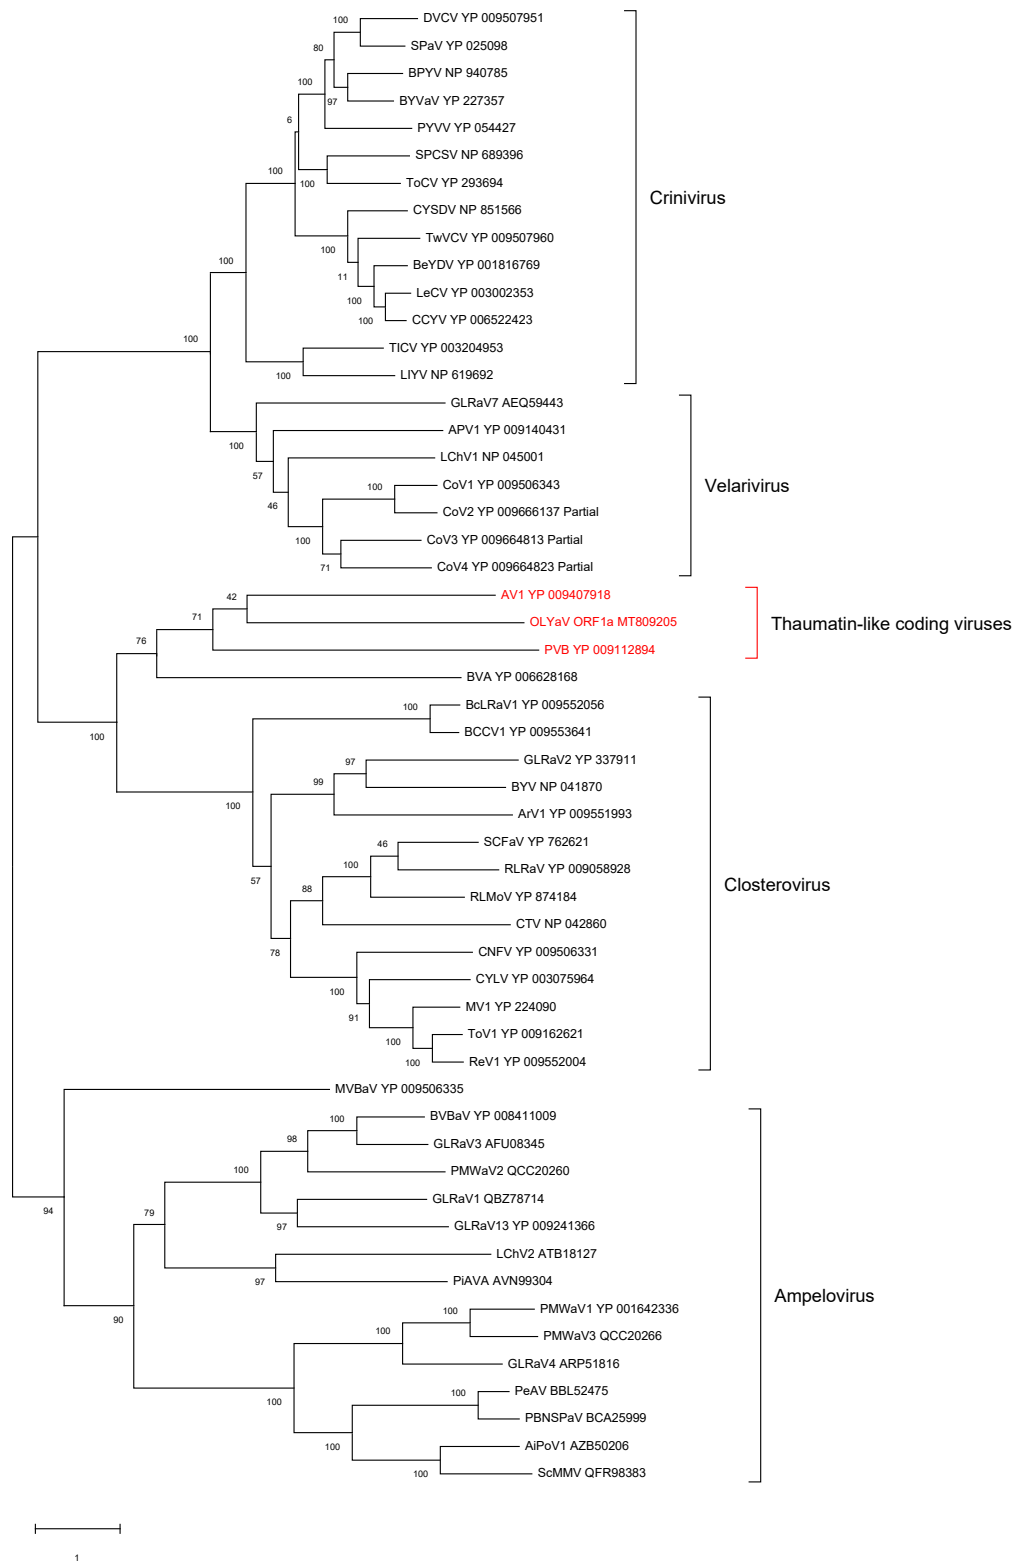 100
DVCV YP 009507951
80
SPaV YP 025098
100
BPYV NP 940785
97
BYVaV YP 227357
6
PYVV YP 054427
100
SPCSV NP 689396
100
ToCV YP 293694
CYSDV NP 851566
Crinivirus
100
TwVCV YP 009507960
100
11
BeYDV YP 001816769
100
LeCV YP 003002353
100
CCYV YP 006522423
100
TICV YP 003204953
100
LIYV NP 619692
GLRaV7 AEQ59443
100
APV1 YP 009140431
57
LChV1 NP 045001
46
100
CoV1 YP 009506343
Velarivirus
CoV2 YP 009666137 Partial
100
CoV3 YP 009664813 Partial
71
CoV4 YP 009664823 Partial
42
AV1 YP 009407918
71
OLYaV ORF1a MT809205
Thaumatin-like coding viruses
76
PVB YP 009112894
BVA YP 006628168
100
100
BcLRaV1 YP 009552056
BCCV1 YP 009553641
97
GLRaV2 YP 337911
99
BYV NP 041870
100
ArV1 YP 009551993
46
SCFaV YP 762621
100
RLRaV YP 009058928
57
88
RLMoV YP 874184
Closterovirus
CTV NP 042860
78
CNFV YP 009506331
100
CYLV YP 003075964
91
MV1 YP 224090
100
ToV1 YP 009162621
100
ReV1 YP 009552004
MVBaV YP 009506335
100
BVBaV YP 008411009
98
GLRaV3 AFU08345
100
PMWaV2 QCC20260
94
79
GLRaV1 QBZ78714
97
GLRaV13 YP 009241366
LChV2 ATB18127
97
PiAVA AVN99304
Ampelovirus
90
100
PMWaV1 YP 001642336
100
PMWaV3 QCC20266
GLRaV4 ARP51816
100
100
PeAV BBL52475
PBNSPaV BCA25999
100
AiPoV1 AZB50206
100
ScMMV QFR98383
1